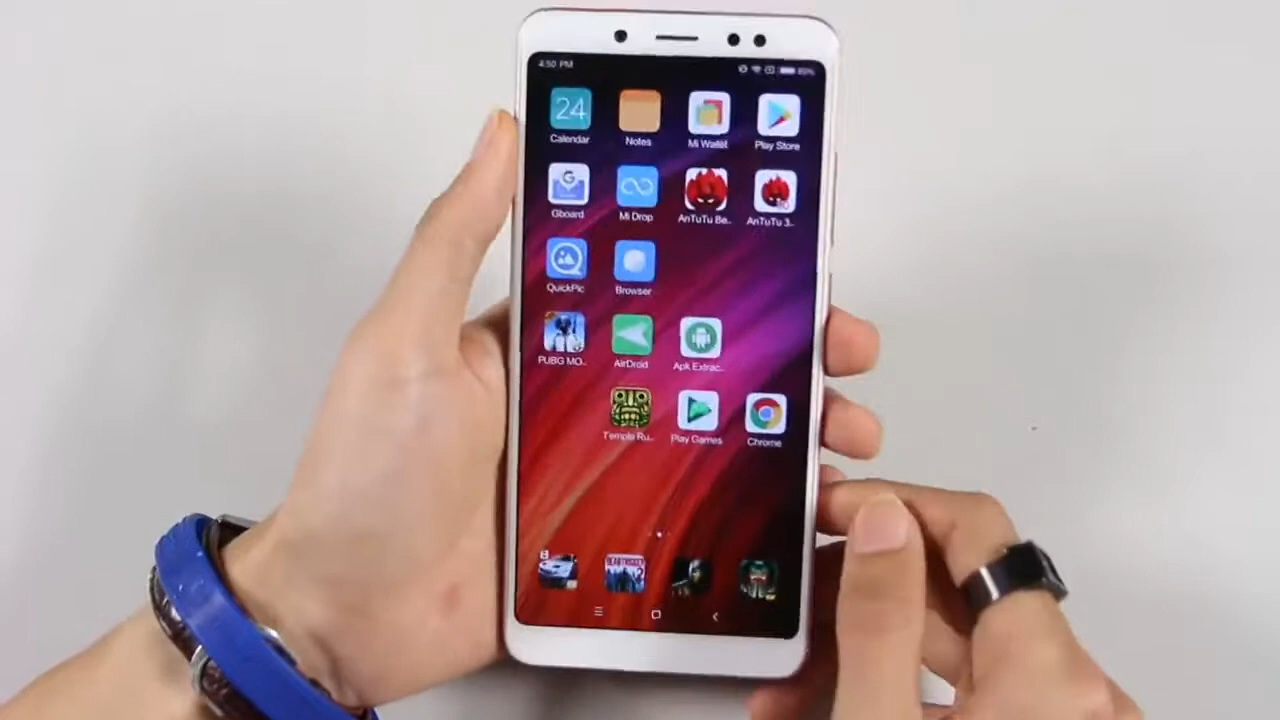 4:50 PM 89%
24
Calendar Notes Mi Wallet Play Store
G
Gboard Mi Drop AnTuTu Be.. AnTuTu 3..
QuickPic Browser
PUBG MO.. AirDroid Apk Extrac..
Temple Ru.. Play Games Chrome